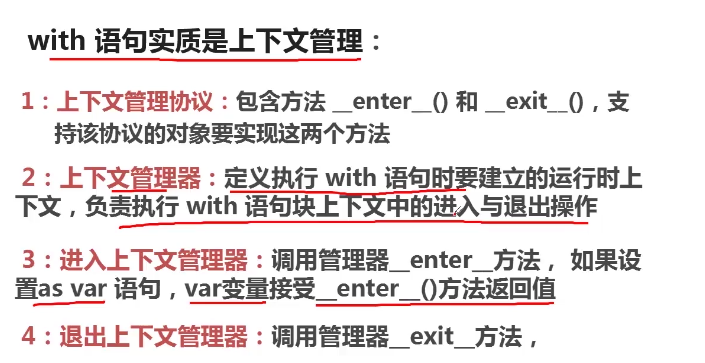 with 语句实质是上下文管理：
1：上下文管理协议：包含方法 __enter__() 和 __exit__()，支
持该协议的对象要实现这两个方法
2：上下文管理器：定义执行 with 语句时要建立的运行时上
下文，负责执行 with 语句块上下文中的进入与退出操作
3：进入上下文管理器：调用管理器__enter__方法， 如果设
置as var 语句，var变量接受__enter__()方法返回值
4：退出上下文管理器：调用管理器__exit__方法，